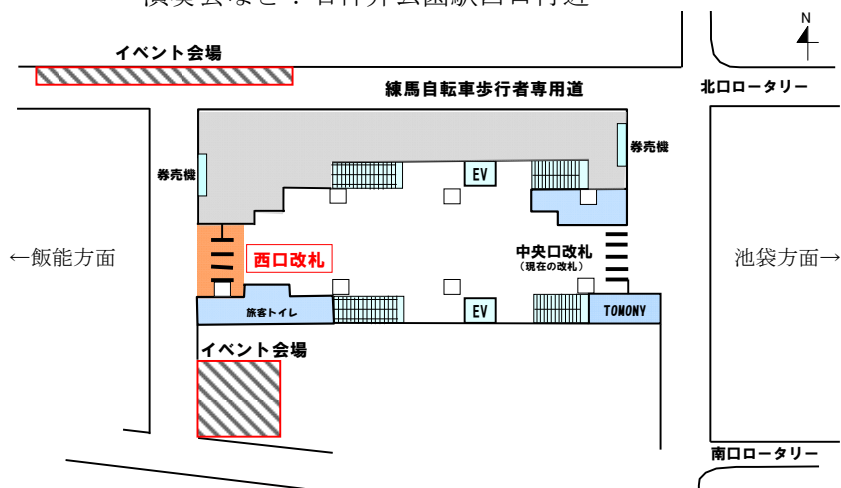 イベント会場
N
練馬自転車歩行者専用道
北口ロータリー
券売機
券売機
EV
←飯能方面
西口改札
中央口改札
(現在の改札)
池袋方面→
旅客トイレ
EV
TOMONY
イベント会場
南口ロータリー